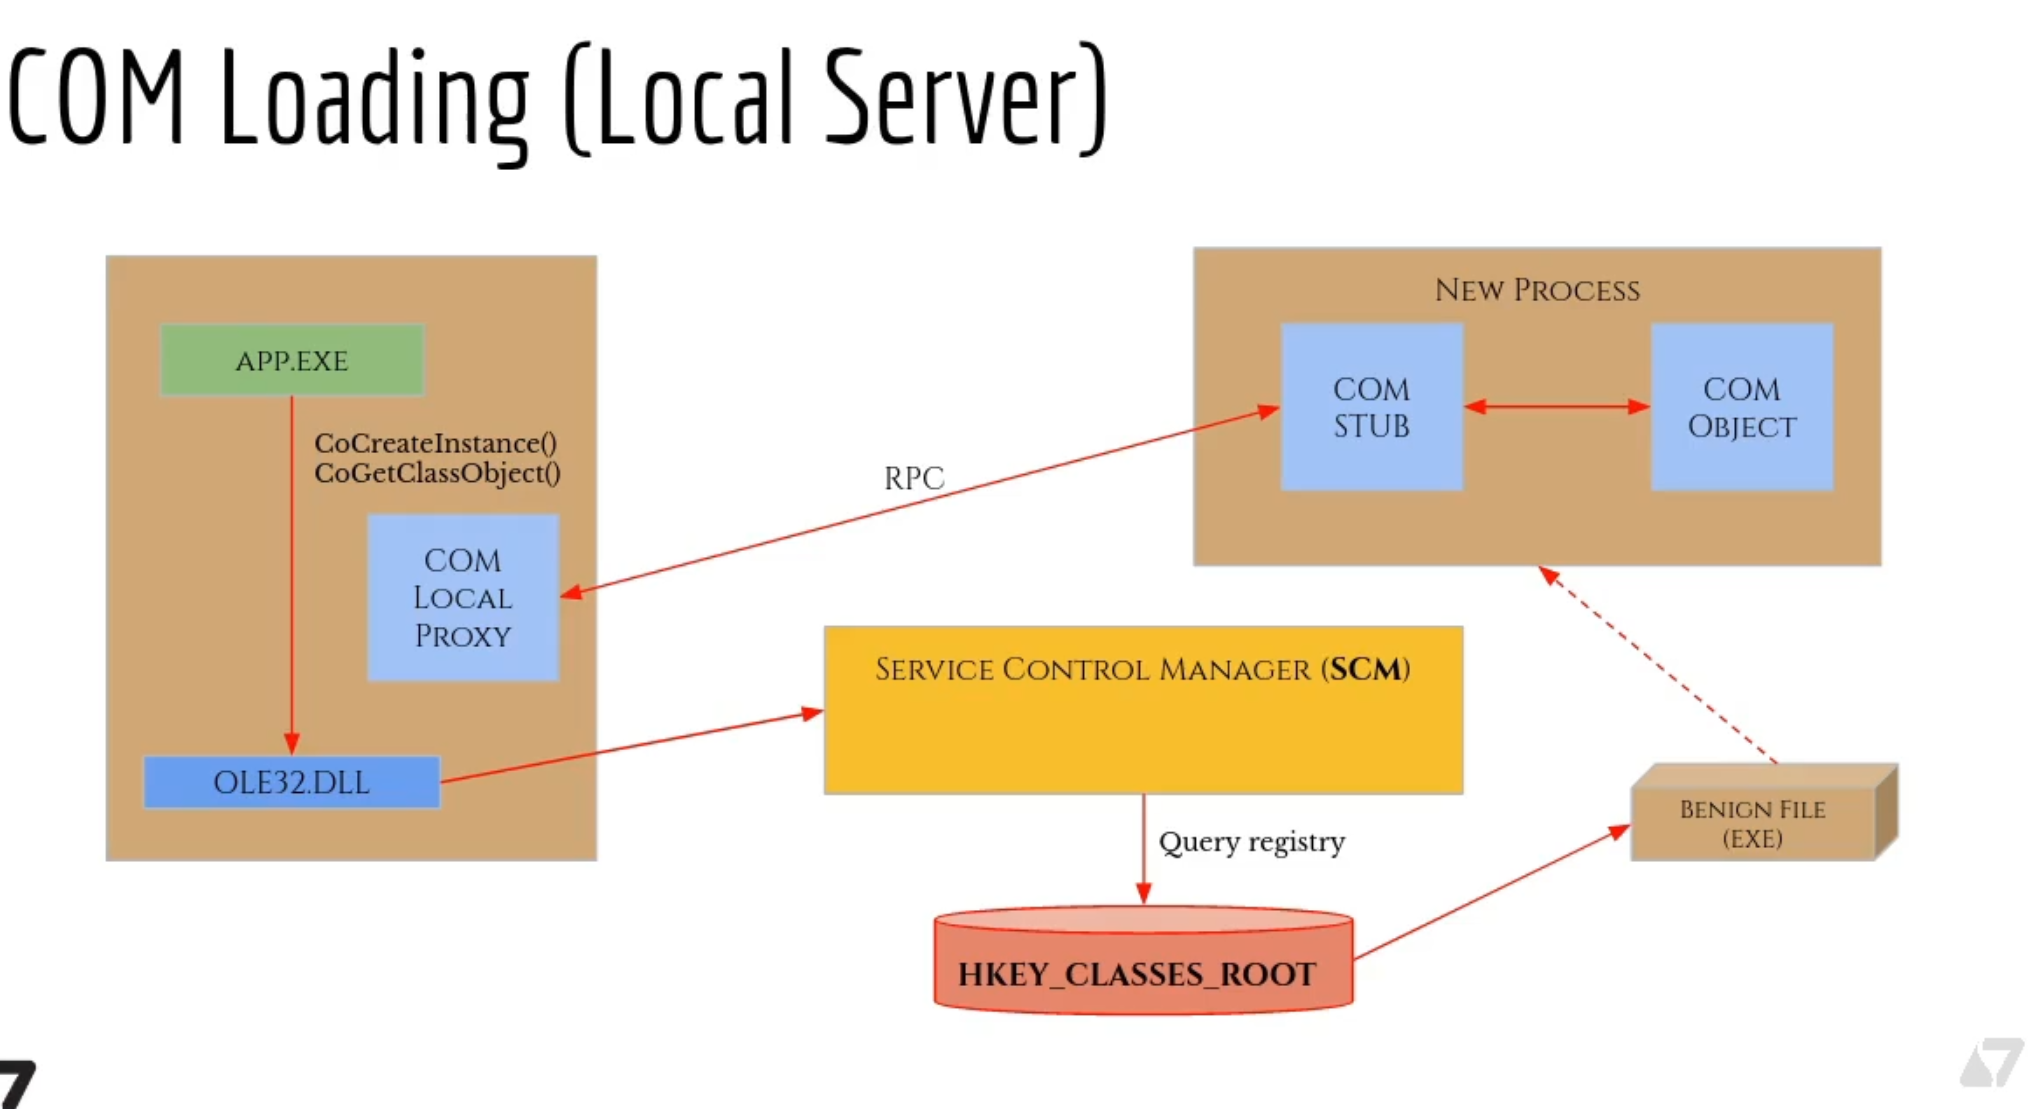 COM Loading (Local Server)
NEW PROCESS
APP.EXE
COM
STUB
COM
OBJECT
CoCreateInstance()
CoGetClassObject()
RPC
COM
LOCAL
PROXY
SERVICE CONTROL MANAGER (SCM)
OLE32.DLL
BENIGN FILE
(EXE)
Query registry
HKEY_CLASSES_ROOT
7
7